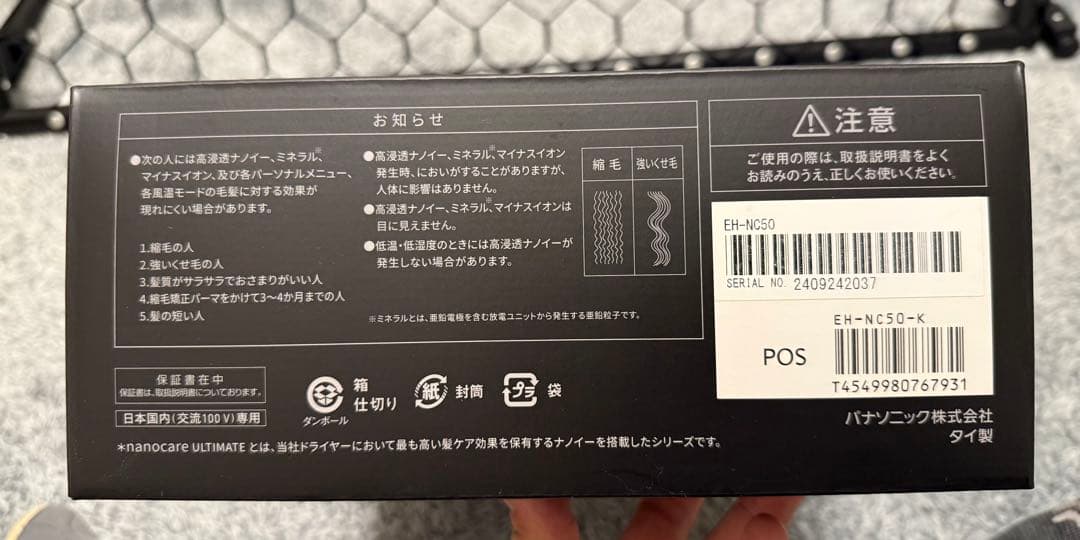 お知らせ
●次の人には高浸透ナノイー、ミネラル※、
マイナスイオン、及び各パーソナルメニュー、
各風温モードの毛髪に対する効果が
現れにくい場合があります。
1.縮毛の人
2.強いくせ毛の人
3.髪質がサラサラでおさまりがいい人
4.縮毛矯正パーマをかけて3～4か月までの人
5.髪の短い人
●高浸透ナノイー、ミネラル※、マイナスイオン
発生時、においがすることがありますが、
人体に影響はありません。
●高浸透ナノイー、ミネラル※、マイナスイオンは
目に見えません。
●低温・低湿度のときには高浸透ナノイーが
発生しない場合があります。
縮毛 強いくせ毛
※ミネラルとは、亜鉛電極を含む放電ユニットから発生する亜鉛粒子です。
注意
ご使用の際は、取扱説明書をよく
お読みのうえ、正しくお使いください。
EH-NC50
SERIAL NO. 2409242037
EH-NC50-K
POS
T4549980767931
パナソニック株式会社
タイ製
保証書在中
保証書は、取扱説明書についております。
日本国内(交流100V)専用
ダンボール
箱
仕切り
紙
封筒
プラ
袋
*nanocare ULTIMATE とは、当社ドライヤーにおいて最も高い髪ケア効果を保有するナノイーを搭載したシリーズです。